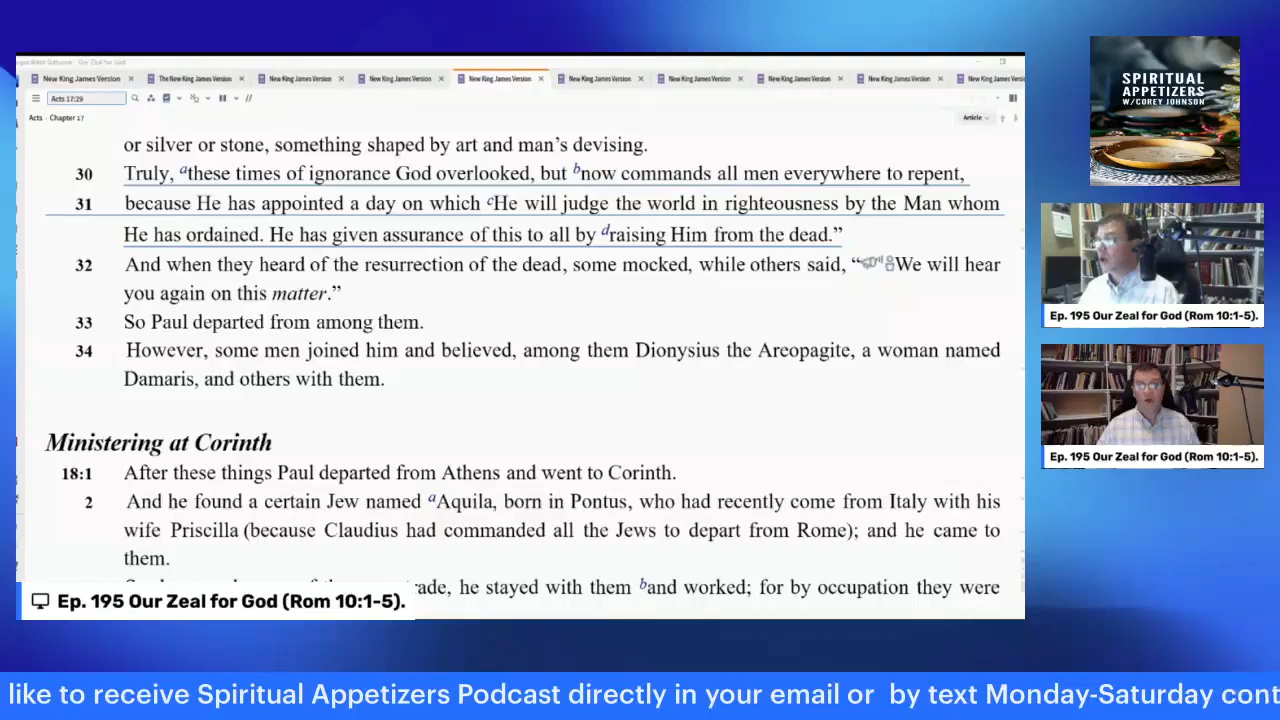 New King James Version
The New King James Version
New King James Version
New King James Version
New King James Version
New King James Version
New King James Version
New King James Version
New King James Version
New King James Version
Acts 17:29
Acts · Chapter 17
Article
or silver or stone, something shaped by art and man’s devising.
30 Truly, ᵃthese times of ignorance God overlooked, but ᵇnow commands all men everywhere to repent,
31 because He has appointed a day on which ᶜHe will judge the world in righteousness by the Man whom
He has ordained. He has given assurance of this to all by ᵈraising Him from the dead.”
32 And when they heard of the resurrection of the dead, some mocked, while others said, “We will hear
you again on this matter.”
33 So Paul departed from among them.
34 However, some men joined him and believed, among them Dionysius the Areopagite, a woman named
Damaris, and others with them.
Ministering at Corinth
18:1 After these things Paul departed from Athens and went to Corinth.
2 And he found a certain Jew named ᵃAquila, born in Pontus, who had recently come from Italy with his
wife Priscilla (because Claudius had commanded all the Jews to depart from Rome); and he came to
them.
he stayed with them ᵇand worked; for by occupation they were
Ep. 195 Our Zeal for God (Rom 10:1-5).
SPIRITUAL
APPETIZERS
W/COREY JOHNSON
Ep. 195 Our Zeal for God (Rom 10:1-5).
Ep. 195 Our Zeal for God (Rom 10:1-5).
like to receive Spiritual Appetizers Podcast directly in your email or by text Monday-Saturday cont